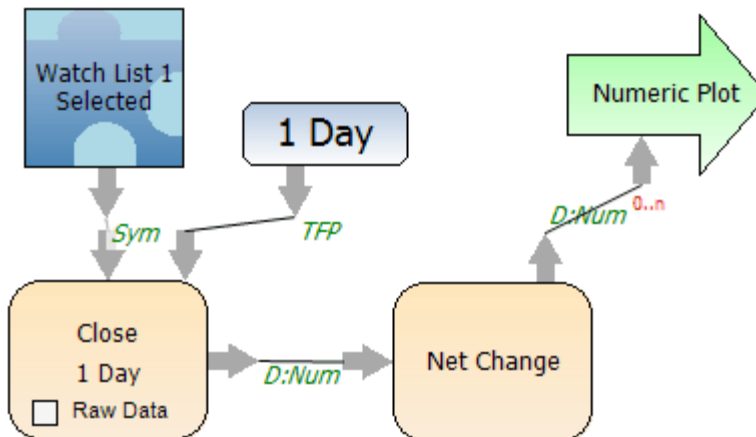 Watch List 1
Selected
1 Day
Numeric Plot
Sym
TFP
D:Num
0..n
Close
1 Day
Raw Data
Net Change
D:Num